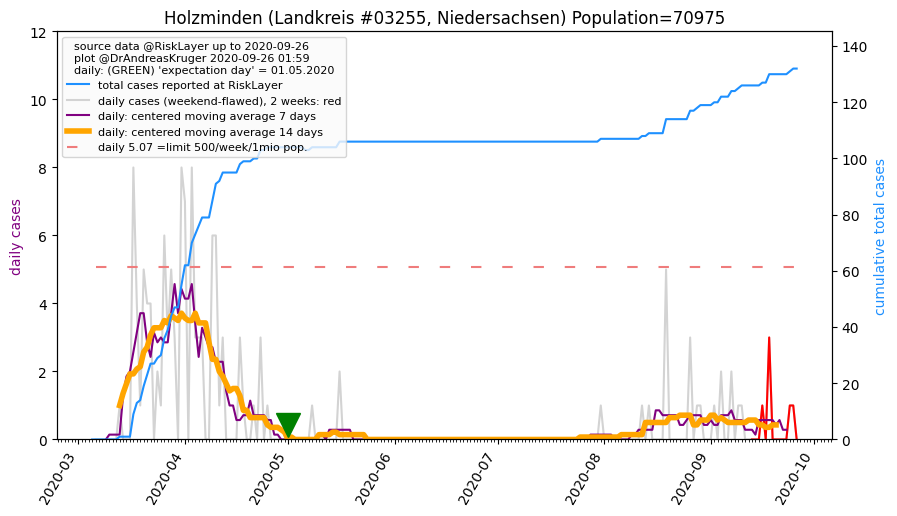 Holzminden (Landkreis #03255, Niedersachsen) Population=70975
source data @RiskLayer up to 2020-09-26
plot @DrAndreasKruger 2020-09-26 01:59
daily: (GREEN) 'expectation day' = 01.05.2020
total cases reported at RiskLayer
daily cases (weekend-flawed), 2 weeks: red
daily: centered moving average 7 days
daily: centered moving average 14 days
daily 5.07 =limit 500/week/1mio pop.
daily cases
12
10
8
6
4
2
0
cumulative total cases
140
120
100
80
60
40
20
0
2020-03
2020-04
2020-05
2020-06
2020-07
2020-08
2020-09
2020-10